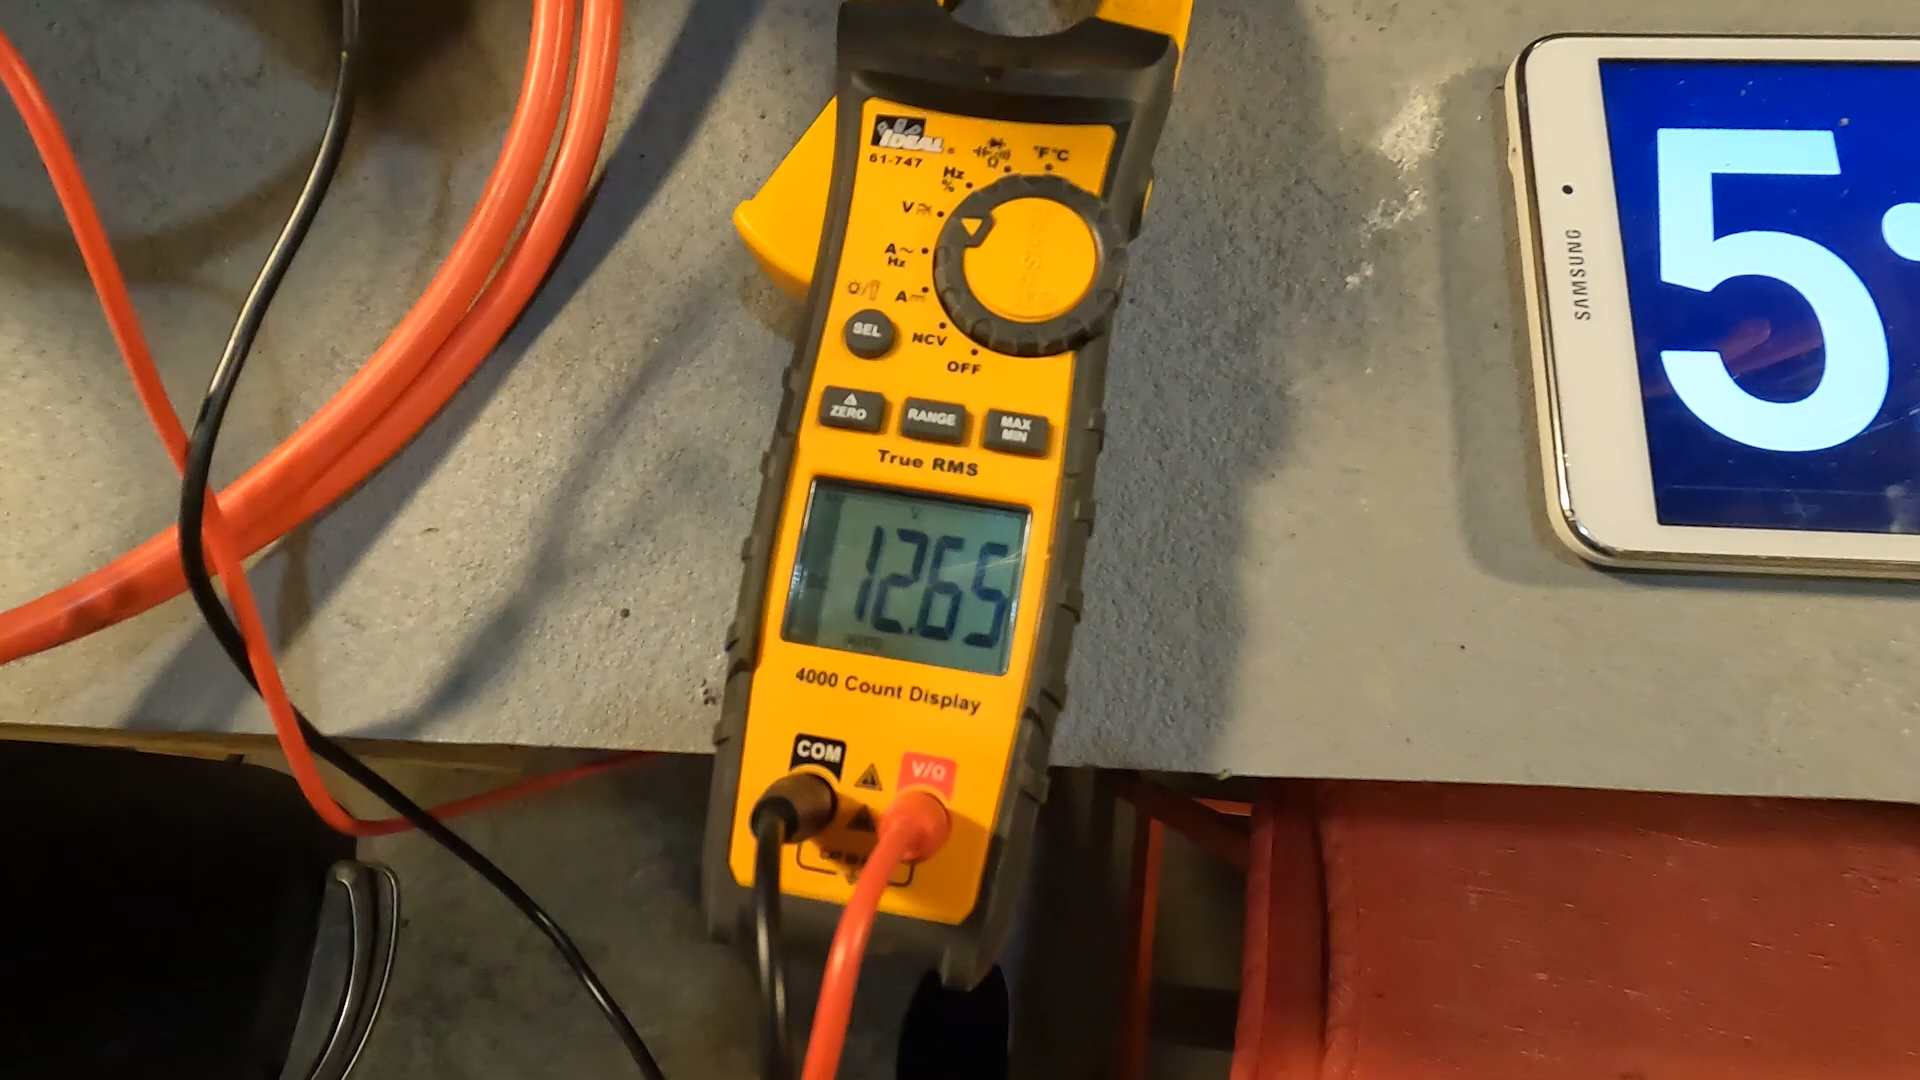 IDEAL®
61-747
°F°C
Ω
Hz
%
V
A~
Hz
A
SEL
NCV
OFF
ZERO
RANGE
MAX
MIN
True RMS
V
12.65
AUTO
4000 Count Display
COM
V/Ω
SAMSUNG
5